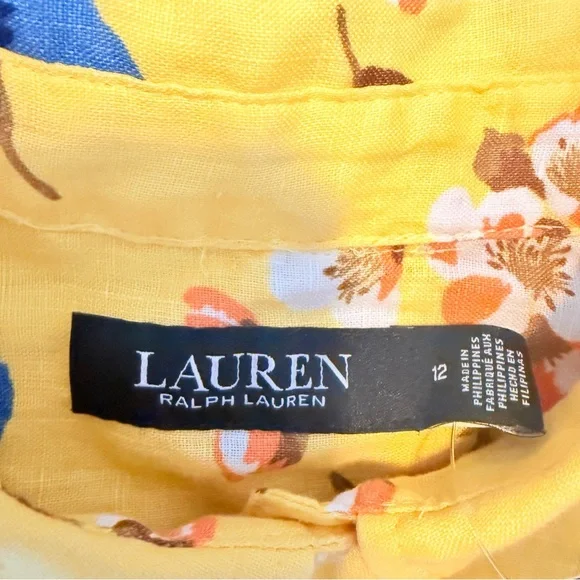 LAUREN
RALPH LAUREN
12
MADE IN
PHILIPPINES
FABRIQUÉ AUX
PHILIPPINES
HECHO EN
FILIPINAS